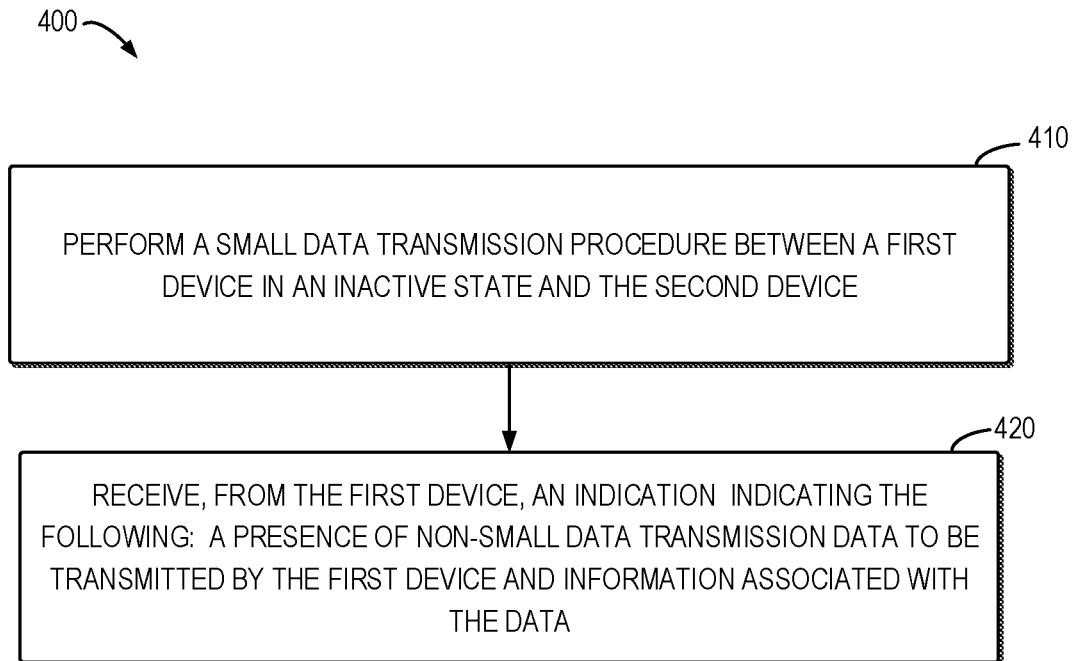 400
410
PERFORM A SMALL DATA TRANSMISSION PROCEDURE BETWEEN A FIRST
DEVICE IN AN INACTIVE STATE AND THE SECOND DEVICE
420
RECEIVE, FROM THE FIRST DEVICE, AN INDICATION INDICATING THE
FOLLOWING: A PRESENCE OF NON-SMALL DATA TRANSMISSION DATA TO BE
TRANSMITTED BY THE FIRST DEVICE AND INFORMATION ASSOCIATED WITH
THE DATA